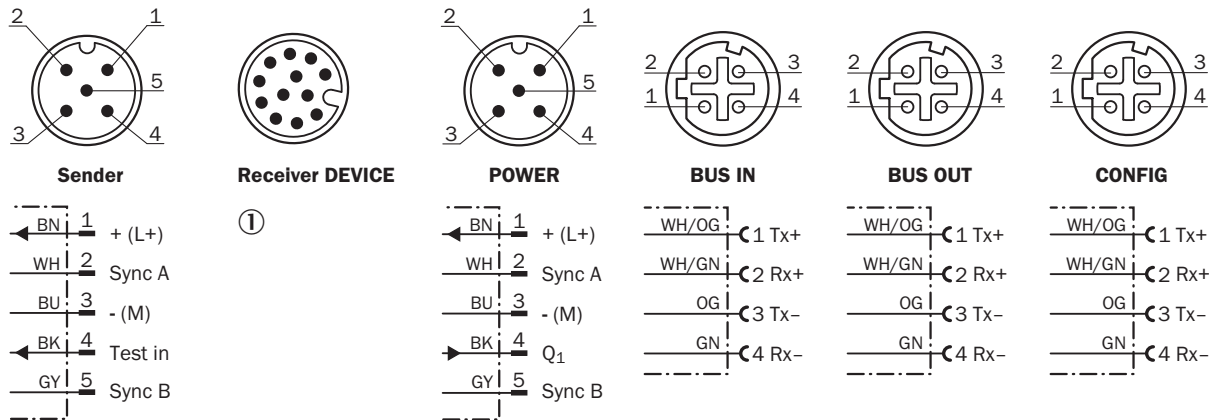 2 1 2 1
2 3 2 3 2 3
5 5
1 4 1 4 1 4
3 4 3 4
Sender Receiver DEVICE POWER BUS IN BUS OUT CONFIG
①
BN 1 + (L+)
WH 2 Sync A
BU 3 - (M)
BK 4 Test in
GY 5 Sync B
BN 1 + (L+)
WH 2 Sync A
BU 3 - (M)
BK 4 Q₁
GY 5 Sync B
WH/OG 1 Tx+
WH/GN 2 Rx+
OG 3 Tx–
GN 4 Rx–
WH/OG 1 Tx+
WH/GN 2 Rx+
OG 3 Tx–
GN 4 Rx–
WH/OG 1 Tx+
WH/GN 2 Rx+
OG 3 Tx–
GN 4 Rx–